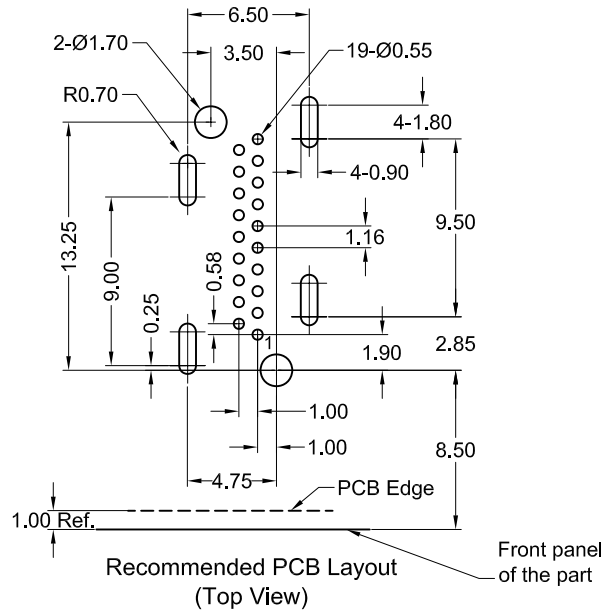 6.50
2-Ø1.70
3.50
19-Ø0.55
R0.70
4-1.80
4-0.90
13.25
9.00
0.25
0.58
1.16
9.50
1
1.90
2.85
1.00
1.00
4.75
8.50
PCB Edge
1.00 Ref.
Recommended PCB Layout
(Top View)
Front panel
of the part